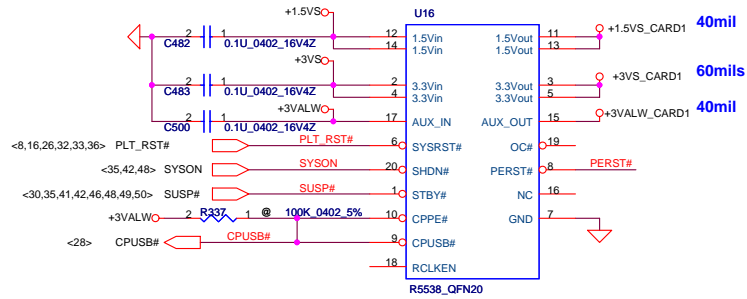 +1.5VS U16 40mil
C482 2 1 0.1U_0402_16V4Z 12 1.5Vin 1.5Vout 11 +1.5VS_CARD1
14 1.5Vin 1.5Vout 13
+3VS 60mils
C483 2 1 0.1U_0402_16V4Z 2 3.3Vin 3.3Vout 3 +3VS_CARD1
4 3.3Vin 3.3Vout 5
+3VALW 40mil
C500 2 1 0.1U_0402_16V4Z 17 AUX_IN AUX_OUT 15 +3VALW_CARD1
<8,16,26,32,33,36> PLT_RST# PLT_RST# 6 SYSRST# OC# 19
<35,42,48> SYSON SYSON 20 SHDN# PERST# 8 PERST#
<30,35,41,42,46,48,49,50> SUSP# SUSP# 1 STBY# NC 16
+3VALW 2 R337 1 @ 100K_0402_5% 10 CPPE# GND 7
<28> CPUSB# CPUSB# 9 CPUSB#
18 RCLKEN
R5538_QFN20